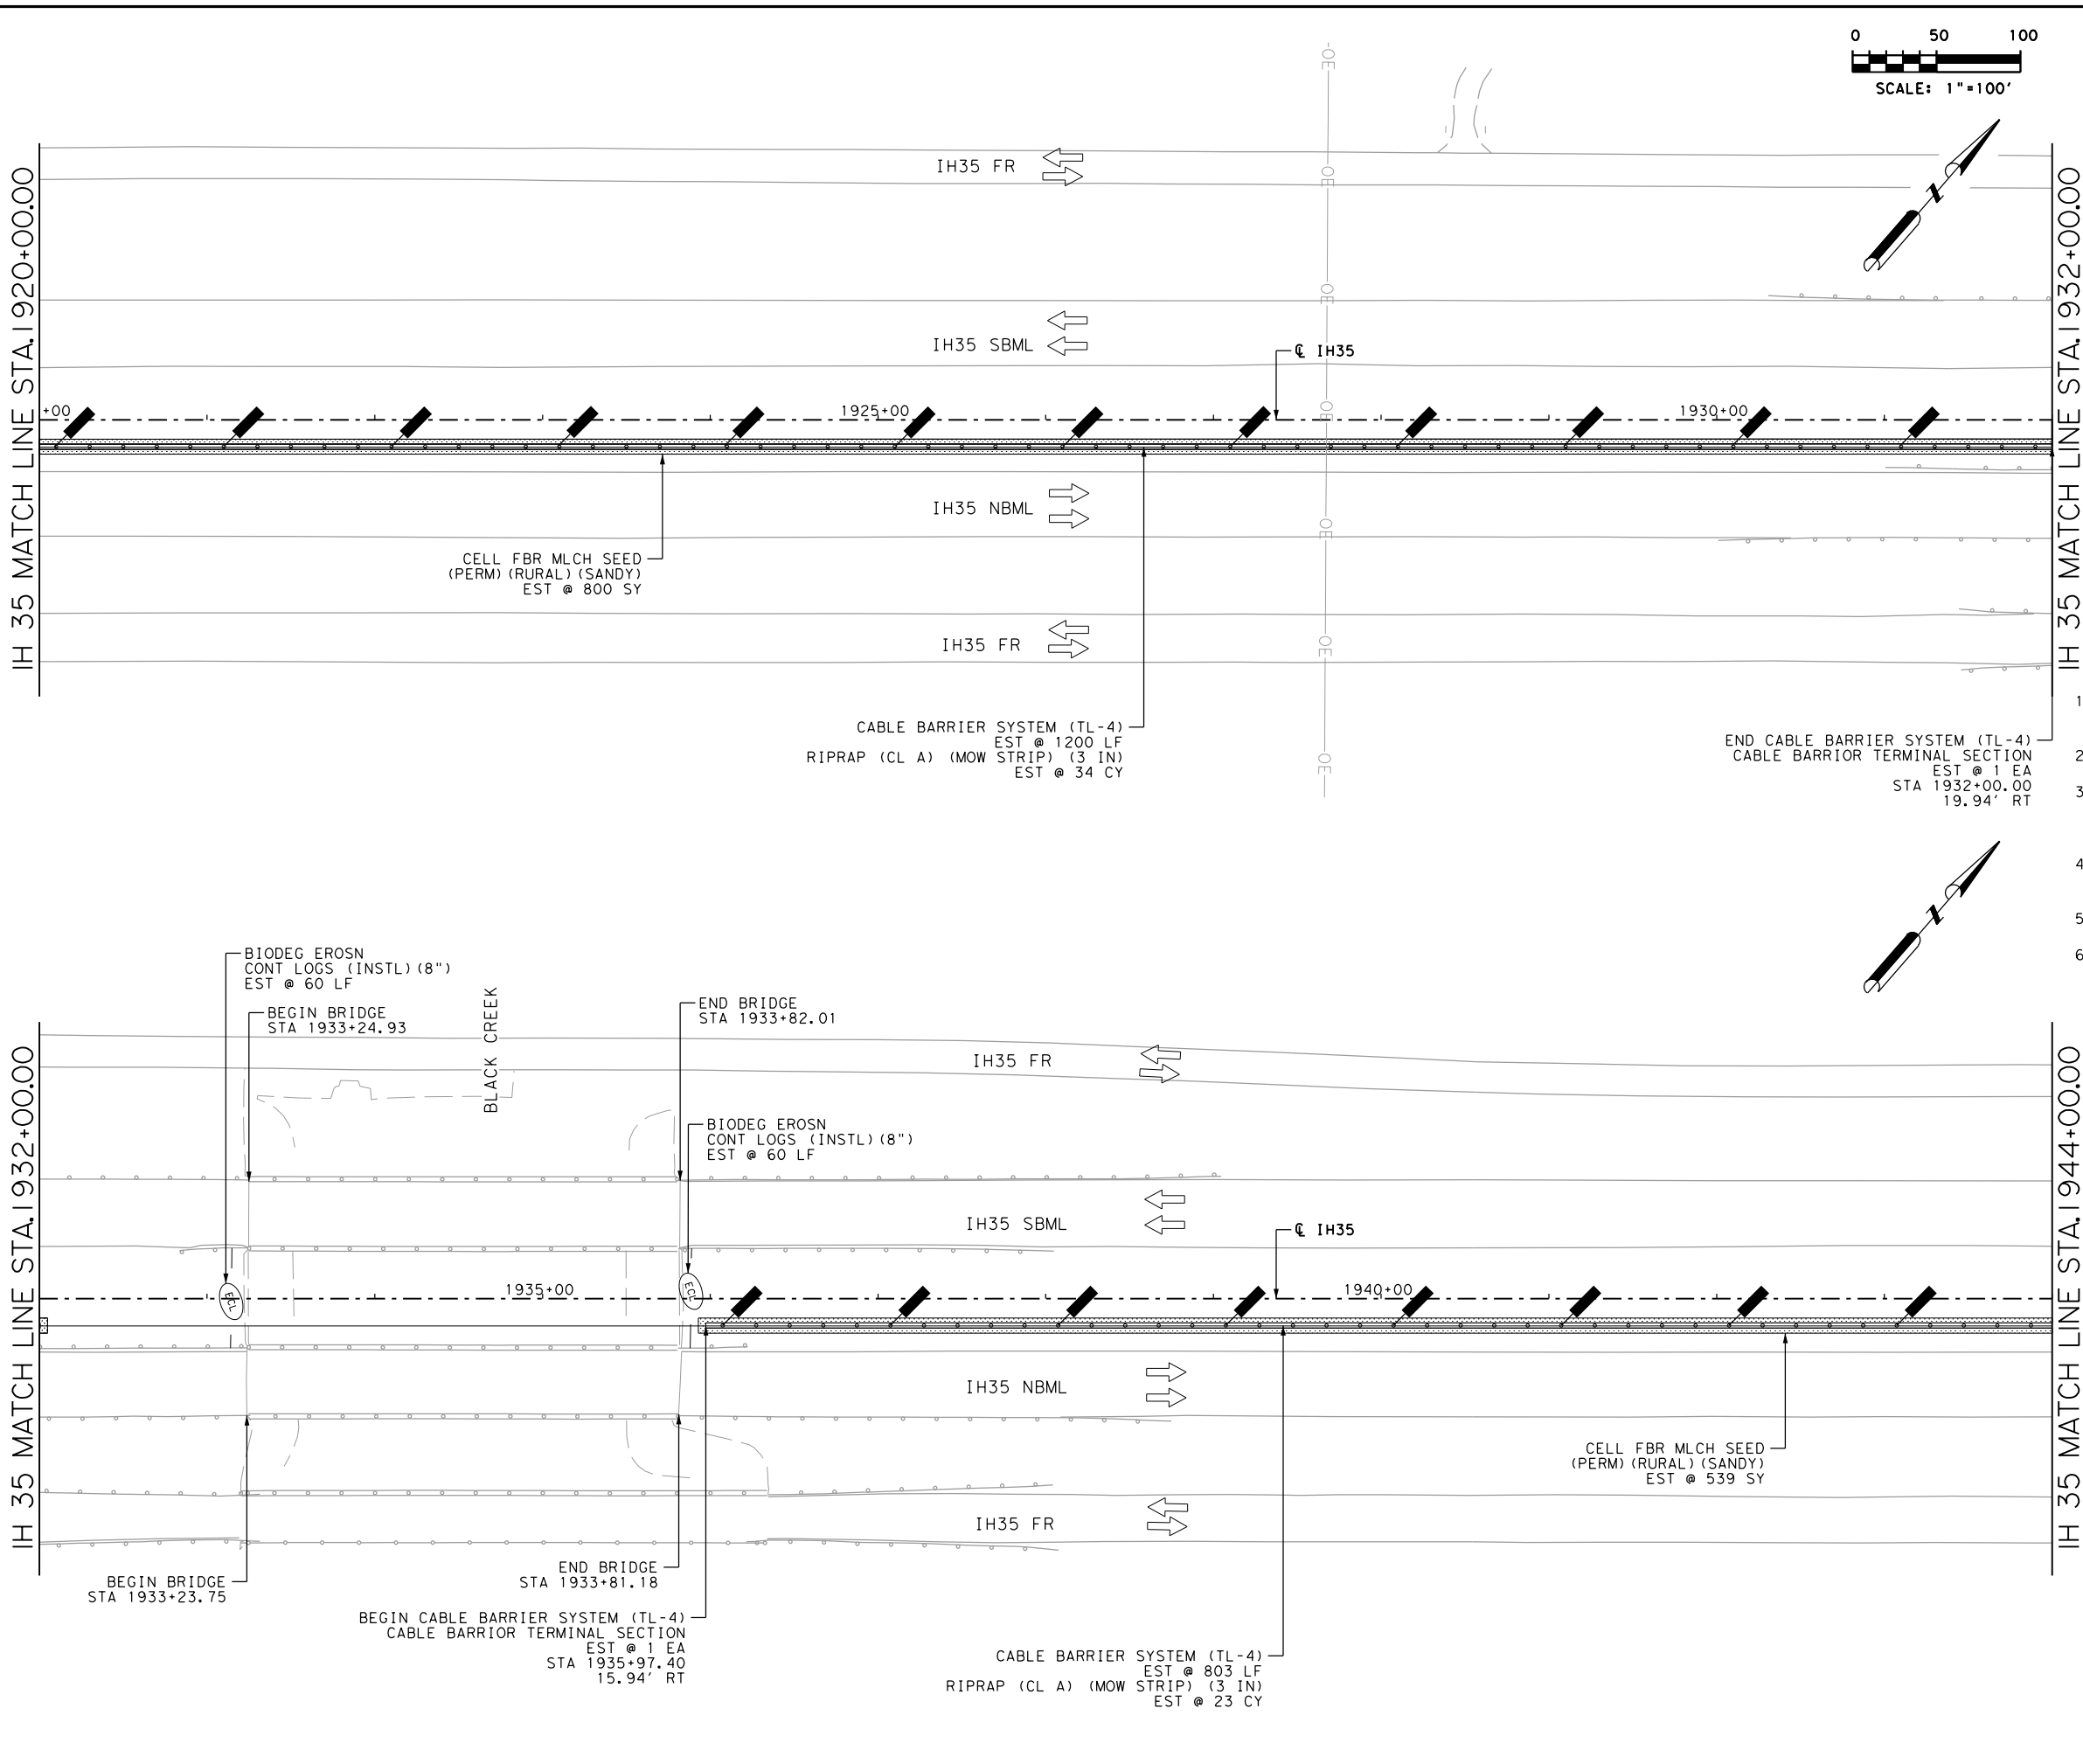 0 50 100
SCALE: 1"=100'
IH 35 MATCH LINE STA.1920+00.00
IH35 FR
OE
OE
OE
OE
OE
OE
OE
N
IH 35 MATCH LINE STA.1932+00.00
IH35 SBML
℄ IH35
+00
1925+00
1930+00
IH35 NBML
CELL FBR MLCH SEED
(PERM)(RURAL)(SANDY)
EST @ 800 SY
IH35 FR
CABLE BARRIER SYSTEM (TL-4)
EST @ 1200 LF
RIPRAP (CL A) (MOW STRIP) (3 IN)
EST @ 34 CY
END CABLE BARRIER SYSTEM (TL-4)
CABLE BARRIOR TERMINAL SECTION
EST @ 1 EA
STA 1932+00.00
19.94' RT
1
2
3
4
5
6
N
IH 35 MATCH LINE STA.1932+00.00
BIODEG EROSN
CONT LOGS (INSTL)(8")
EST @ 60 LF
BEGIN BRIDGE
STA 1933+24.93
BLACK CREEK
END BRIDGE
STA 1933+82.01
IH35 FR
IH 35 MATCH LINE STA.1944+00.00
BIODEG EROSN
CONT LOGS (INSTL)(8")
EST @ 60 LF
IH35 SBML
℄ IH35
ECL
1935+00
ECL
1940+00
IH35 NBML
CELL FBR MLCH SEED
(PERM)(RURAL)(SANDY)
EST @ 539 SY
IH35 FR
BEGIN BRIDGE
STA 1933+23.75
END BRIDGE
STA 1933+81.18
BEGIN CABLE BARRIER SYSTEM (TL-4)
CABLE BARRIOR TERMINAL SECTION
EST @ 1 EA
STA 1935+97.40
15.94' RT
CABLE BARRIER SYSTEM (TL-4)
EST @ 803 LF
RIPRAP (CL A) (MOW STRIP) (3 IN)
EST @ 23 CY